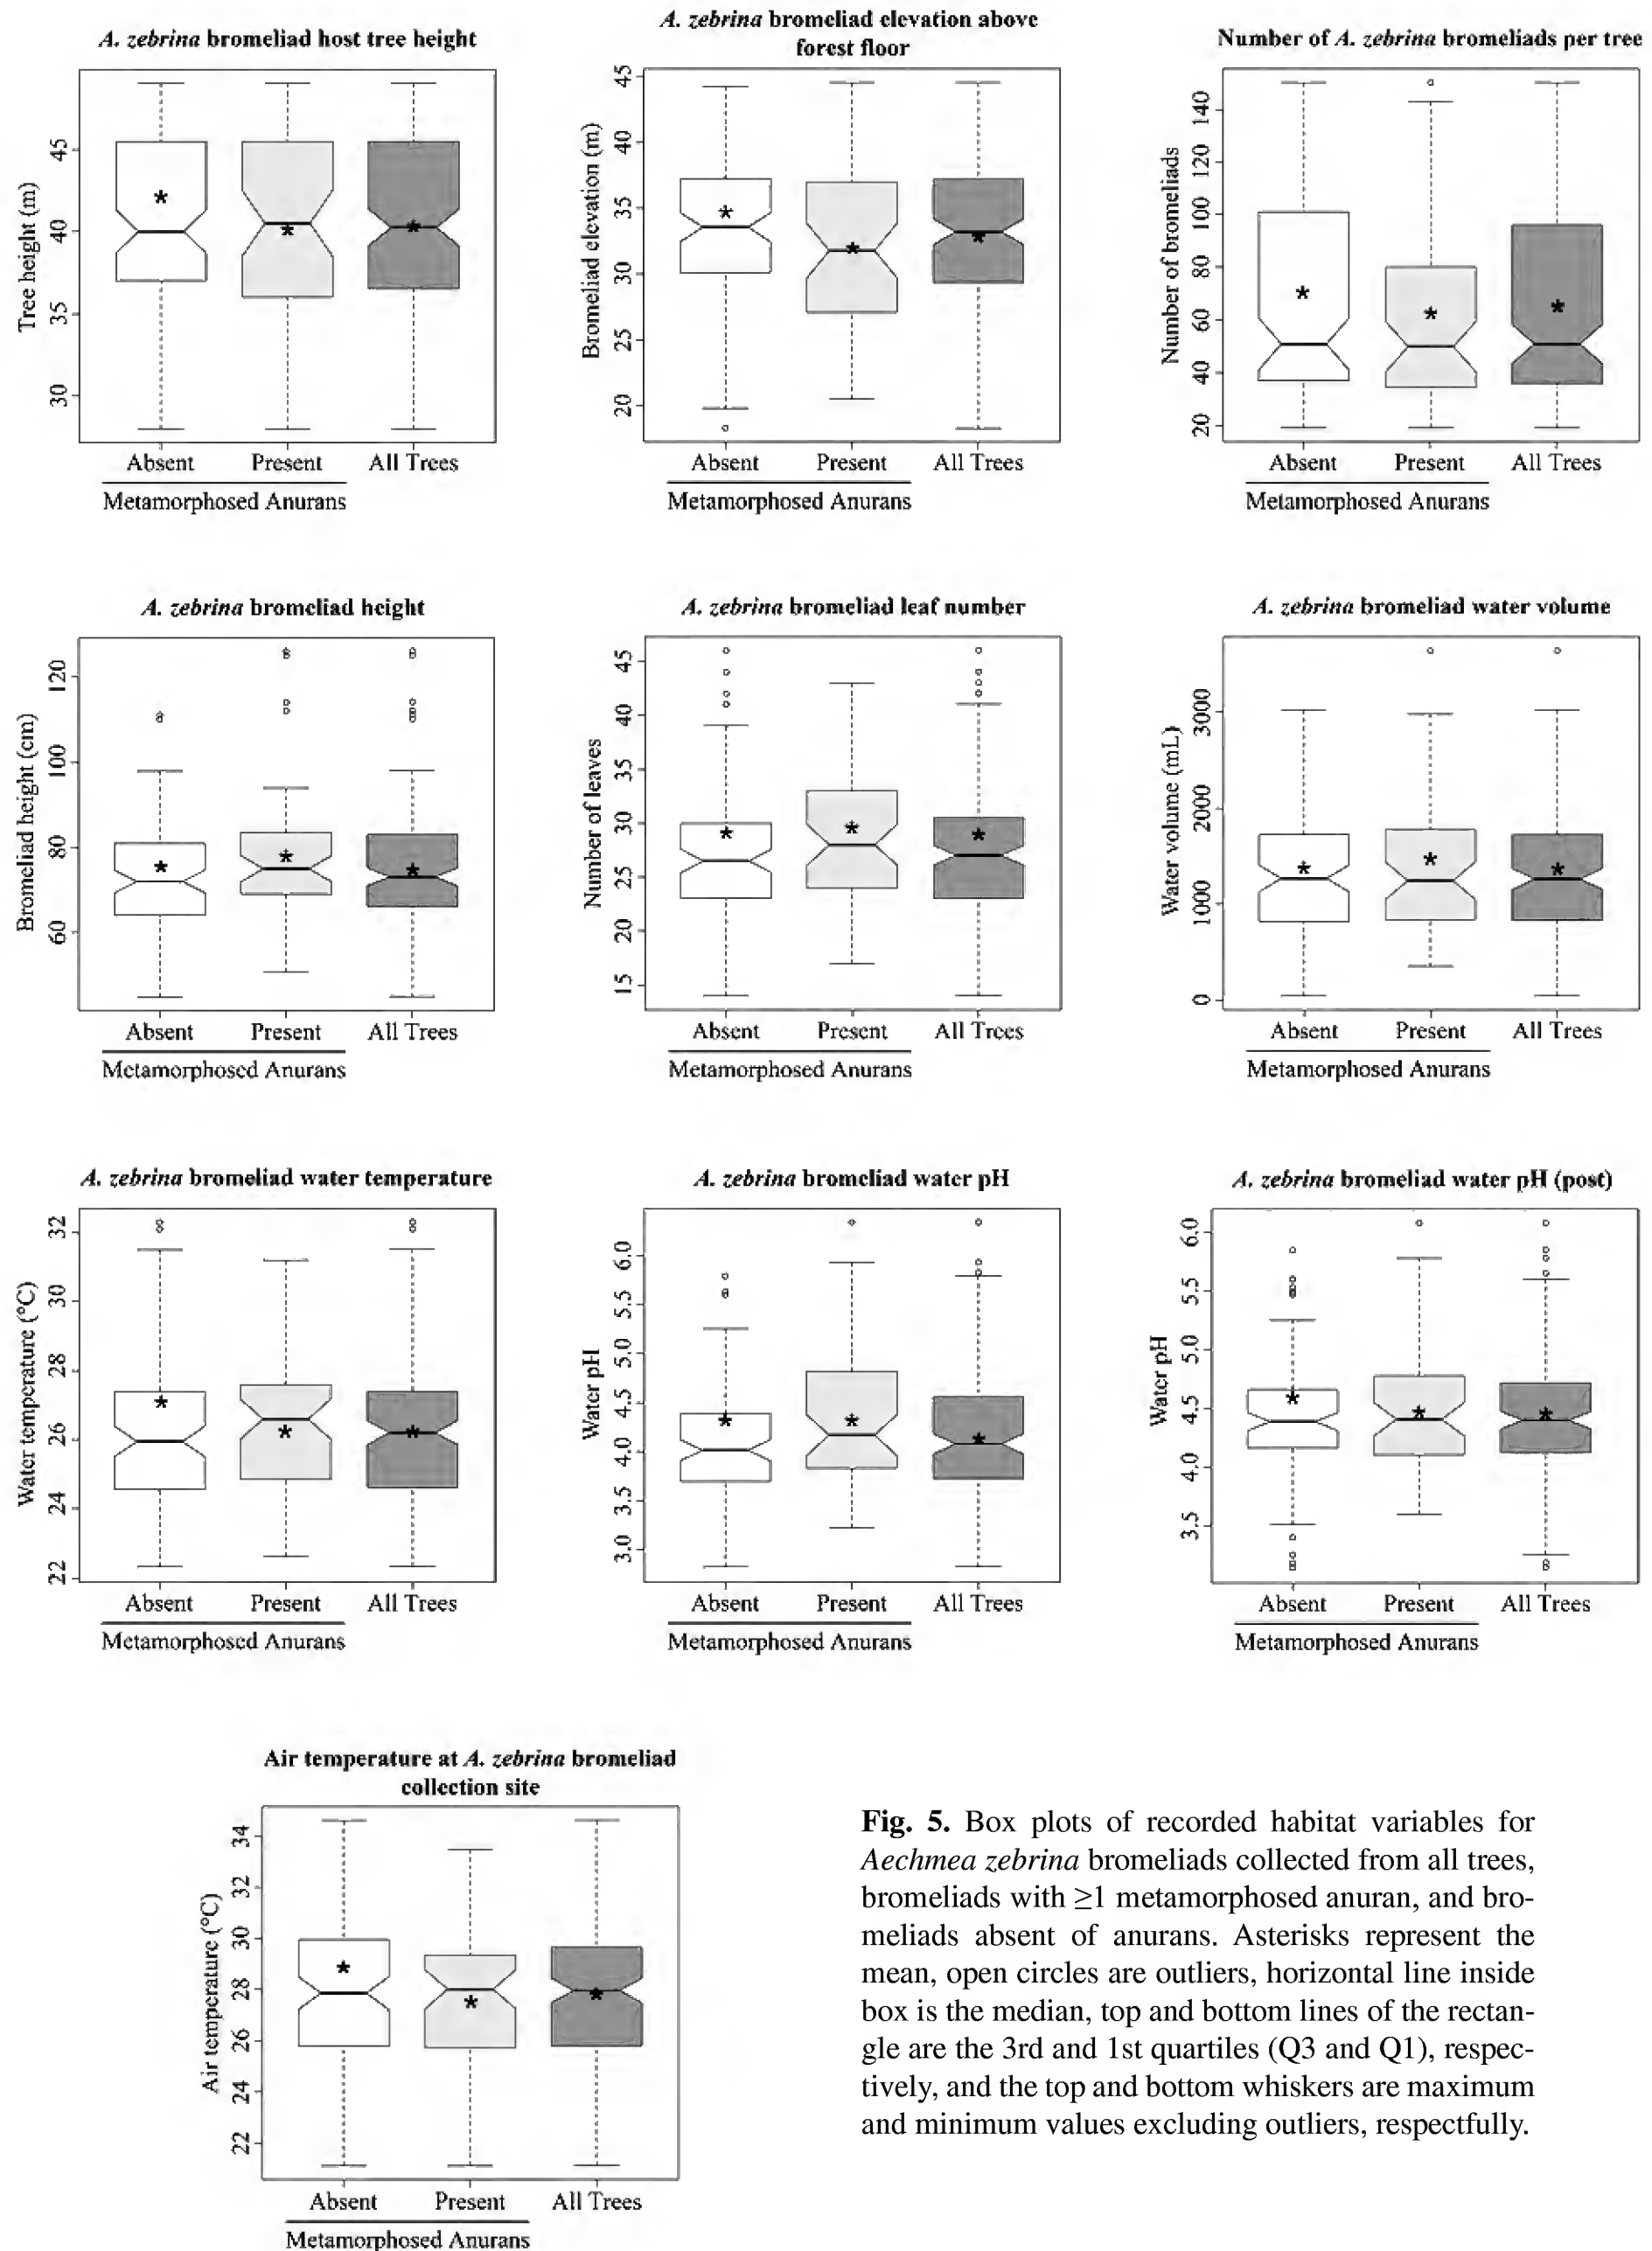 A. zebrina bromeliad host tree height
Tree height (m)
45
40
35
30
Absent Present All Trees
Metamorphosed Anurans
A. zebrina bromeliad elevation above
forest floor
Bromeliad elevation (m)
45
40
35
30
25
20
Absent Present All Trees
Metamorphosed Anurans
Number of A. zebrina bromeliads per tree
Number of bromeliads
140
120
100
80
60
40
20
Absent Present All Trees
Metamorphosed Anurans
A. zebrina bromeliad height
Bromeliad height (cm)
120
100
80
60
Absent Present All Trees
Metamorphosed Anurans
A. zebrina bromeliad leaf number
Number of leaves
45
40
35
30
25
20
15
Absent Present All Trees
Metamorphosed Anurans
A. zebrina bromeliad water volume
Water volume (mL)
3000
2000
1000
0
Absent Present All Trees
Metamorphosed Anurans
A. zebrina bromeliad water temperature
Water temperature (°C)
32
30
28
26
24
22
Absent Present All Trees
Metamorphosed Anurans
A. zebrina bromeliad water pH
Water pH
6.0
5.5
5.0
4.5
4.0
3.5
3.0
Absent Present All Trees
Metamorphosed Anurans
A. zebrina bromeliad water pH (post)
Water pH
6.0
5.5
5.0
4.5
4.0
3.5
Absent Present All Trees
Metamorphosed Anurans
Air temperature at A. zebrina bromeliad
collection site
Air temperature (°C)
34
32
30
28
26
24
22
Absent Present All Trees
Metamorphosed Anurans
Fig. 5. Box plots of recorded habitat variables for
Aechmea zebrina bromeliads collected from all trees,
bromeliads with ≥1 metamorphosed anuran, and bro-
meliads absent of anurans. Asterisks represent the
mean, open circles are outliers, horizontal line inside
box is the median, top and bottom lines of the rectan-
gle are the 3rd and 1st quartiles (Q3 and Q1), respec-
tively, and the top and bottom whiskers are maximum
and minimum values excluding outliers, respectfully.